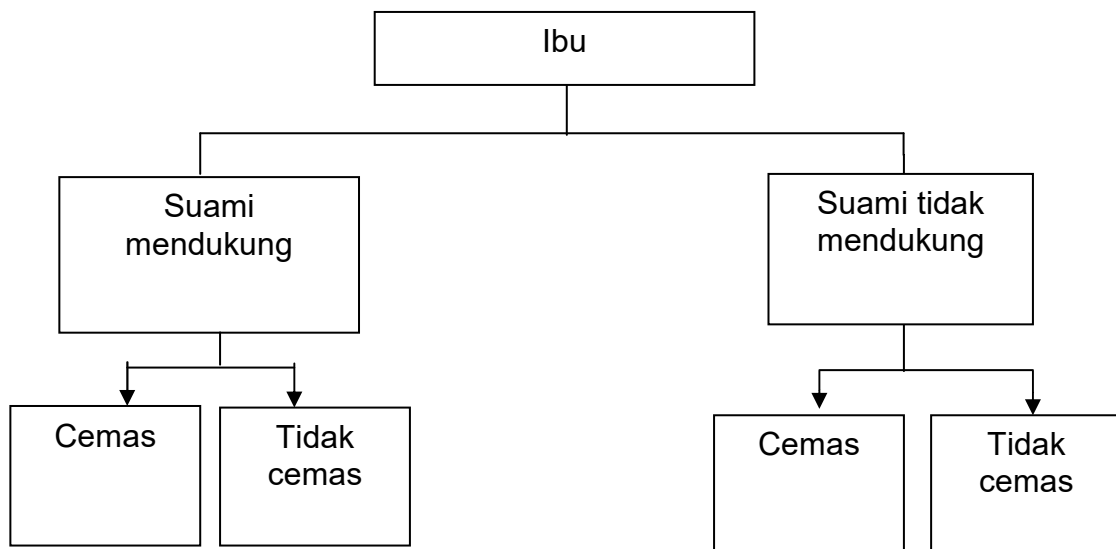 Ibu
Suami
mendukung
Suami tidak
mendukung
Cemas
Tidak
cemas
Cemas
Tidak
cemas